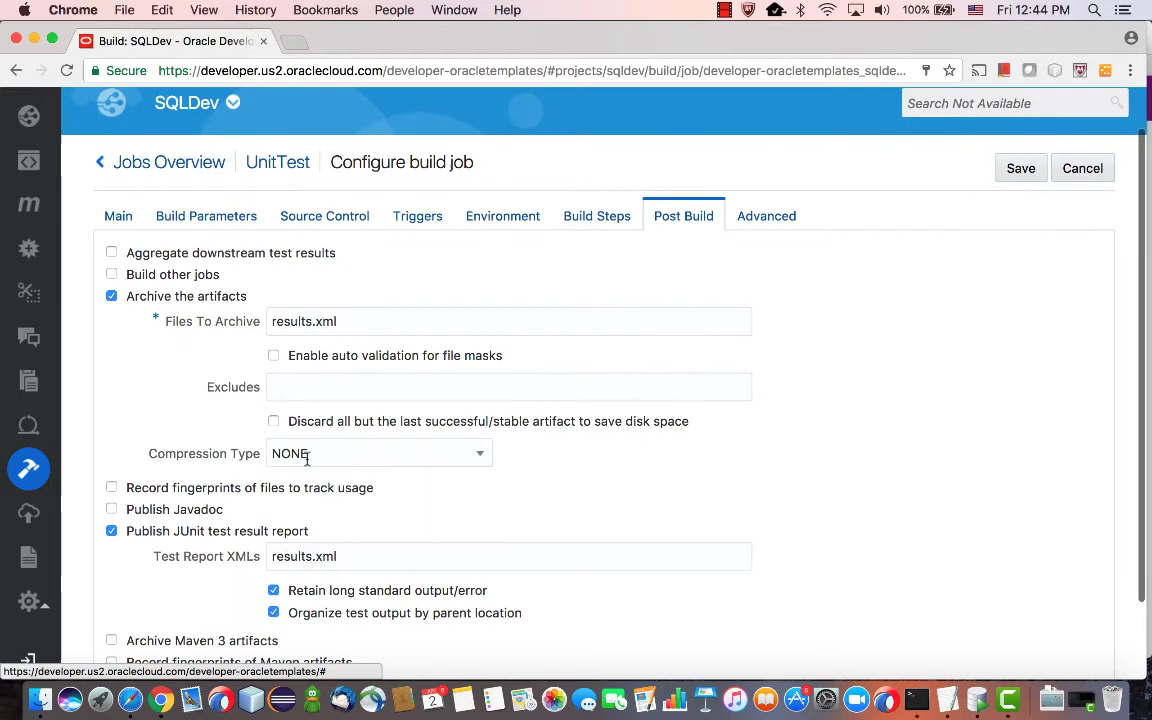 Chrome File Edit View History Bookmarks People Window Help 100% Fri 12:44 PM
Build: SQLDev - Oracle Develo
Secure https://developer.us2.oraclecloud.com/developer-oracletemplates/#projects/sqldev/build/job/developer-oracletemplates_sqlde...
SQLDev
Search Not Available
Jobs Overview UnitTest Configure build job
Save Cancel
Main Build Parameters Source Control Triggers Environment Build Steps Post Build Advanced
Aggregate downstream test results
Build other jobs
Archive the artifacts
* Files To Archive results.xml
Enable auto validation for file masks
Excludes
Discard all but the last successful/stable artifact to save disk space
Compression Type NONE
Record fingerprints of files to track usage
Publish Javadoc
Publish JUnit test result report
Test Report XMLs results.xml
Retain long standard output/error
Organize test output by parent location
Archive Maven 3 artifacts
Record fingerprints of Maven artifacts
https://developer.us2.oraclecloud.com/developer-oracletemplates/#